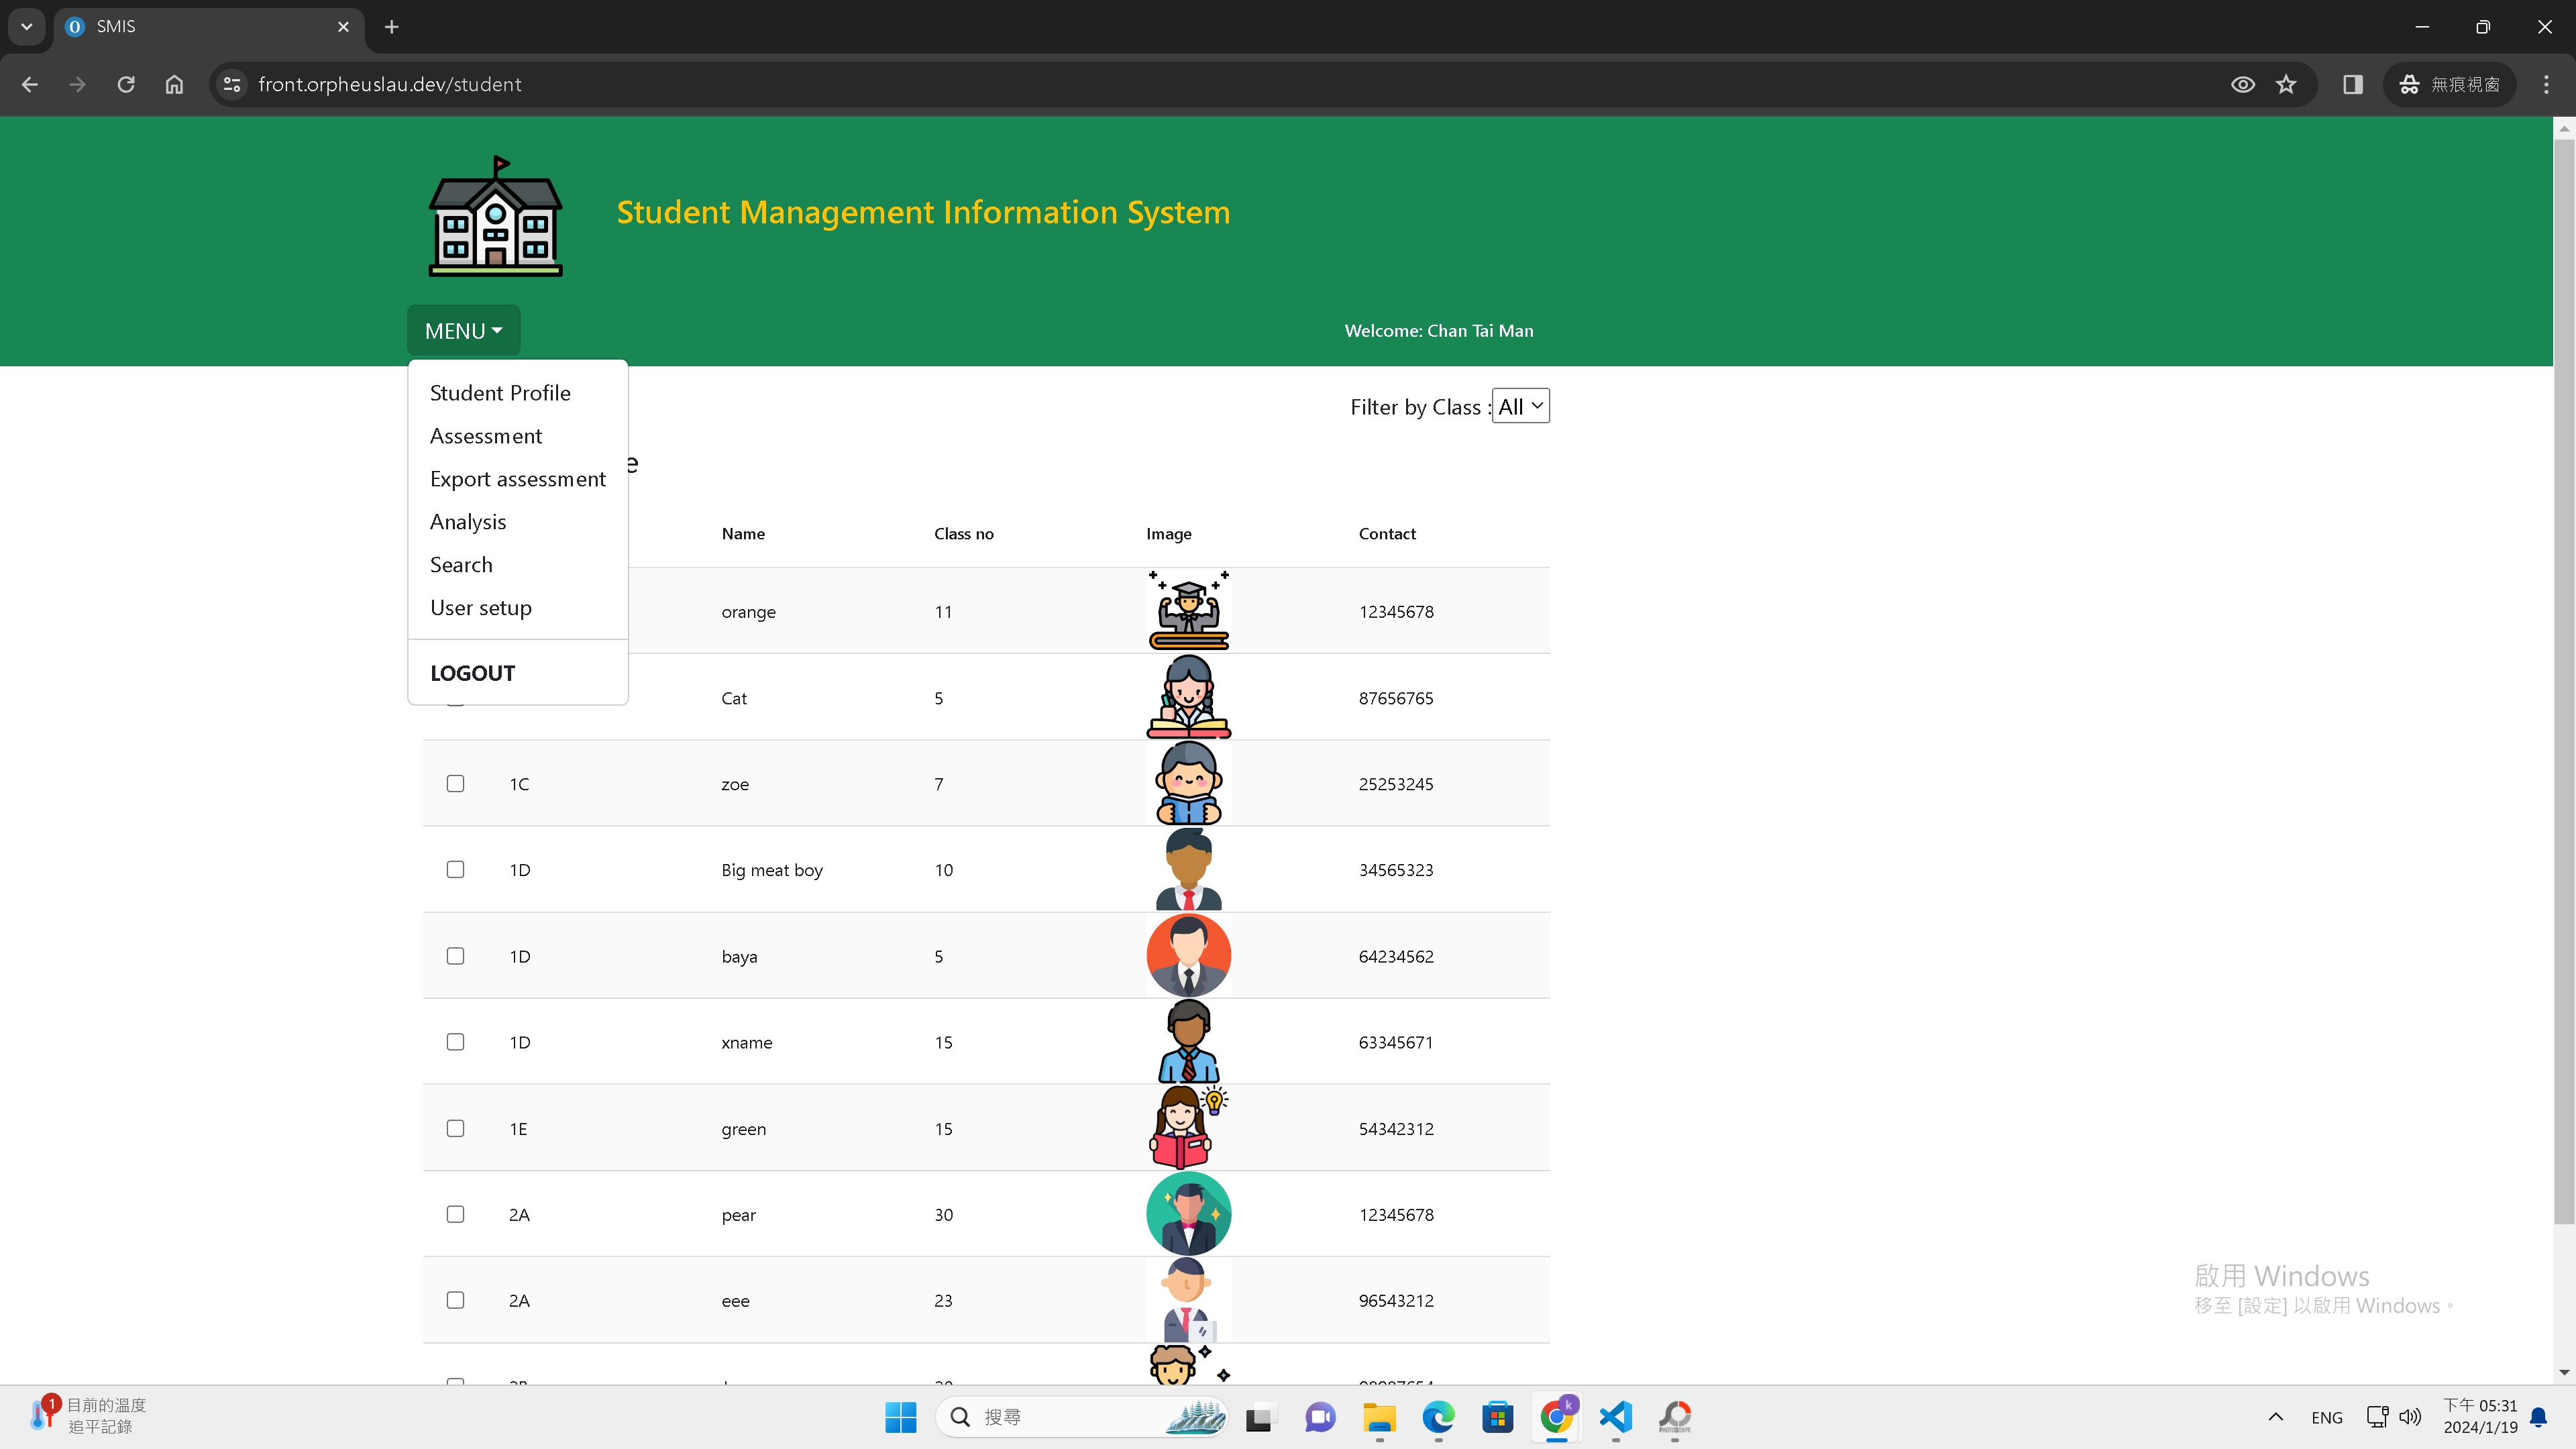 SMIS
front.orpheuslau.dev/student
無痕視窗
Student Management Information System
MENU
Welcome: Chan Tai Man
Student Profile
Assessment
Export assessment
Analysis
Search
User setup
LOGOUT
Filter by Class : All
e
Name Class no Image Contact
orange 11 12345678
Cat 5 87656765
1C zoe 7 25253245
1D Big meat boy 10 34565323
1D baya 5 64234562
1D xname 15 63345671
1E green 15 54342312
2A pear 30 12345678
2A eee 23 96543212
啟用 Windows
移至 [設定] 以啟用 Windows。
1
目前的溫度
追平記錄
搜尋
k
PHOTOSCAPE
ENG
下午 05:31
2024/1/19